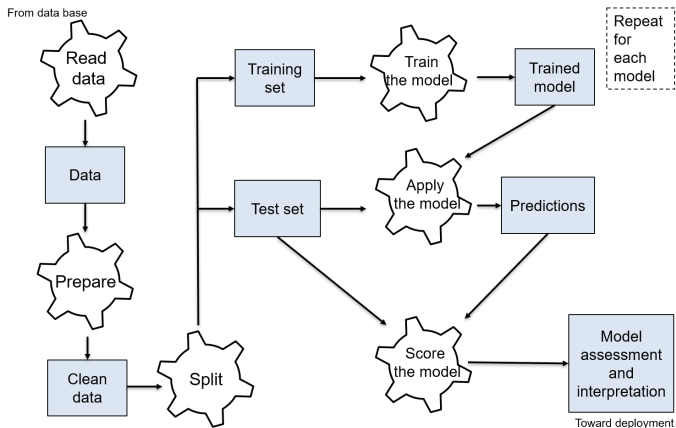 From data base
Read
data
Data
Prepare
Clean
data
Split
Training
set
Train
the model
Trained
model
Repeat
for
each
model
Test set
Apply
the model
Predictions
Score
the model
Model
assessment
and
interpretation
Toward deployment